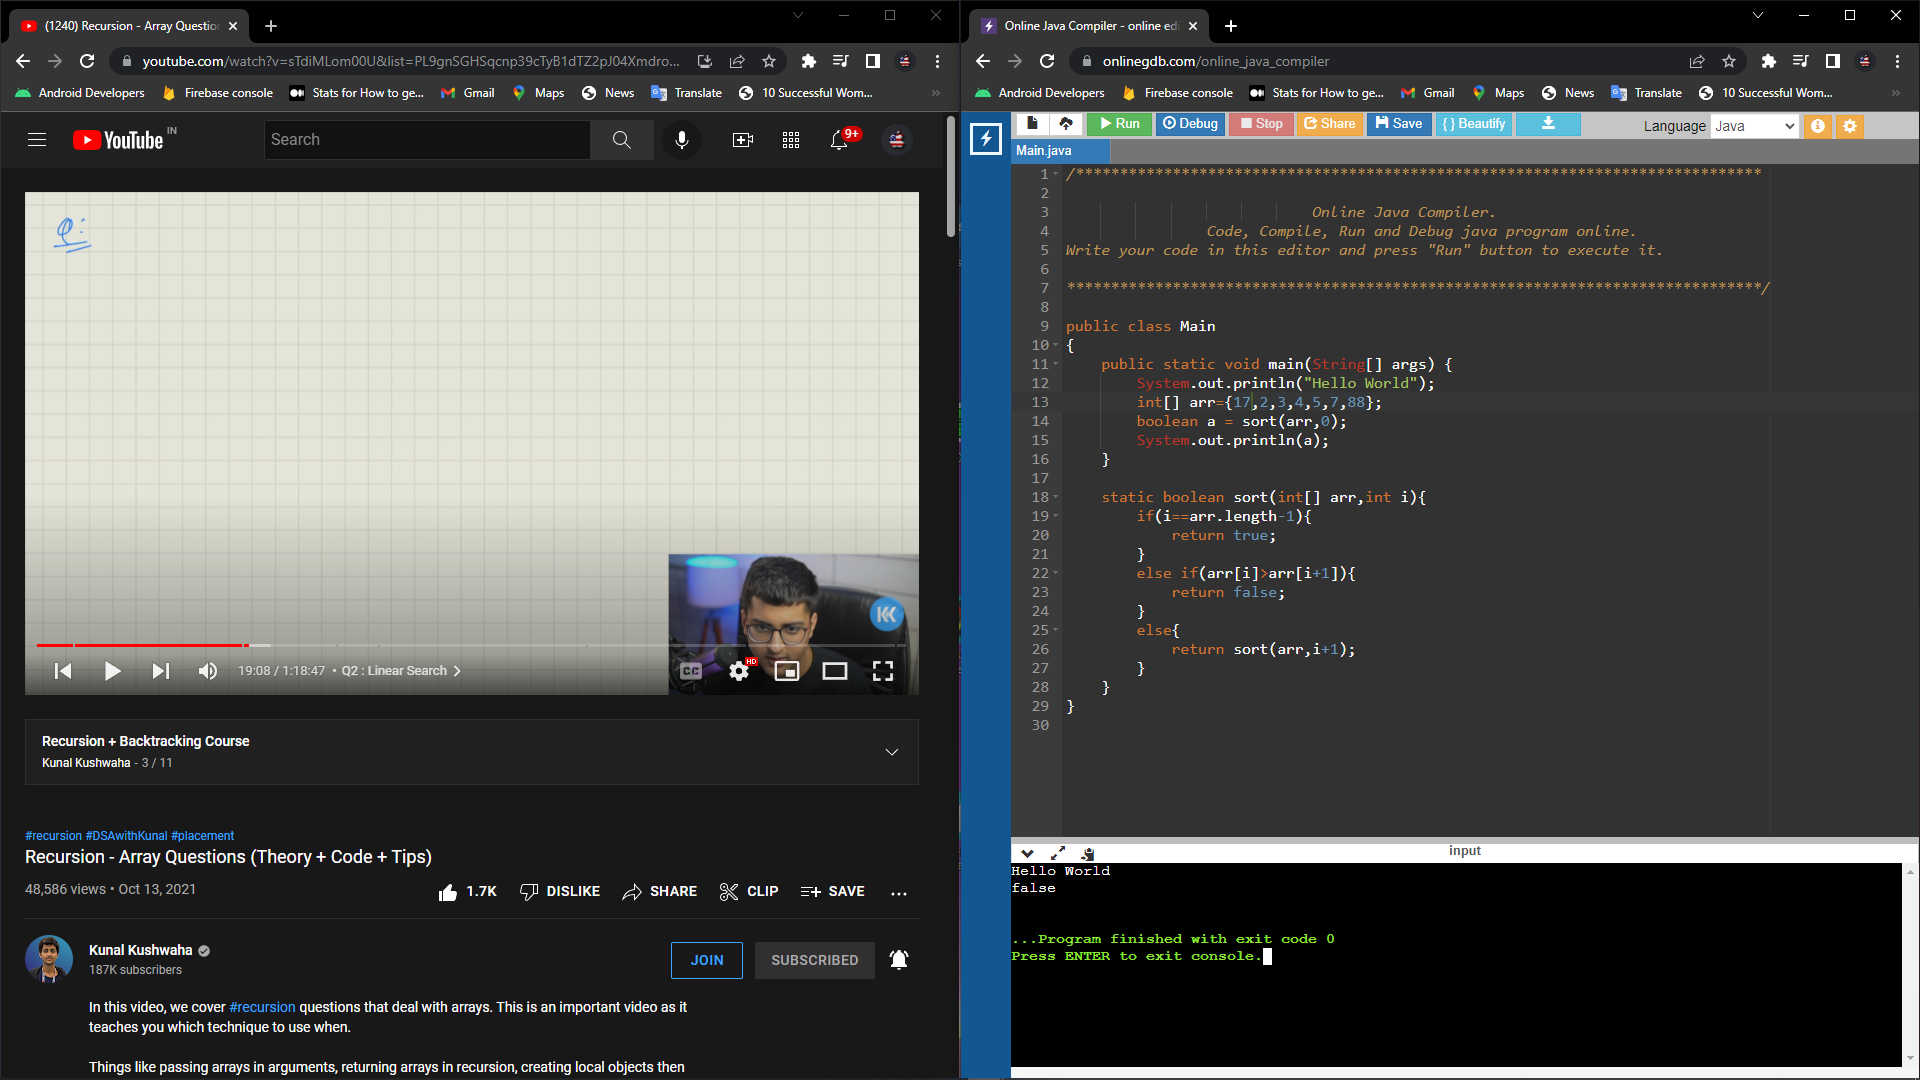 (1240) Recursion - Array Questio
youtube.com/watch?v=sTdiMLom00U&list=PL9gnSGHSqcnp39cTyB1dTZ2pJ04Xmdro...
Android Developers
Firebase console
Stats for How to ge...
Gmail
Maps
News
Translate
10 Successful Wom...
YouTube IN
Search
9+
Q:
KK
19:08 / 1:18:47 • Q2 : Linear Search
CC
HD
Recursion + Backtracking Course
Kunal Kushwaha - 3 / 11
#recursion #DSAwithKunal #placement
Recursion - Array Questions (Theory + Code + Tips)
48,586 views • Oct 13, 2021
1.7K
DISLIKE
SHARE
CLIP
SAVE
Kunal Kushwaha
187K subscribers
JOIN
SUBSCRIBED
In this video, we cover #recursion questions that deal with arrays. This is an important video as it
teaches you which technique to use when.
Things like passing arrays in arguments, returning arrays in recursion, creating local objects then
Online Java Compiler - online edi
onlinegdb.com/online_java_compiler
Android Developers
Firebase console
Stats for How to ge...
Gmail
Maps
News
Translate
10 Successful Wom...
Run
Debug
Stop
Share
Save
{ } Beautify
Language
Java
Main.java
1 /******************************************************************************
2
3 Online Java Compiler.
4 Code, Compile, Run and Debug java program online.
5 Write your code in this editor and press "Run" button to execute it.
6
7 *******************************************************************************/
8
9 public class Main
10 {
11 public static void main(String[] args) {
12 System.out.println("Hello World");
13 int[] arr={17,2,3,4,5,7,88};
14 boolean a = sort(arr,0);
15 System.out.println(a);
16 }
17
18 static boolean sort(int[] arr,int i){
19 if(i==arr.length-1){
20 return true;
21 }
22 else if(arr[i]>arr[i+1]){
23 return false;
24 }
25 else{
26 return sort(arr,i+1);
27 }
28 }
29 }
30
input
Hello World
false
...Program finished with exit code 0
Press ENTER to exit console.